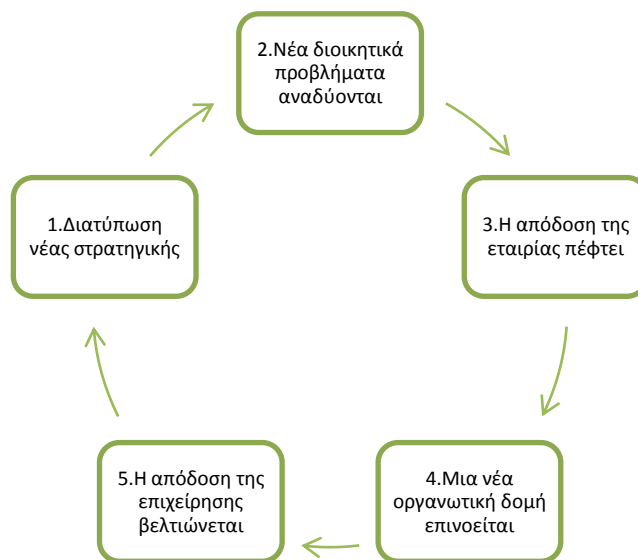 1.Διατύπωση
νέας στρατηγικής
2.Νέα διοικητικά
προβλήματα
αναδύονται
3.Η απόδοση της
εταιρίας πέφτει
4.Μια νέα
οργανωτική δομή
επινοείται
5.Η απόδοση της
επιχείρησης
βελτιώνεται